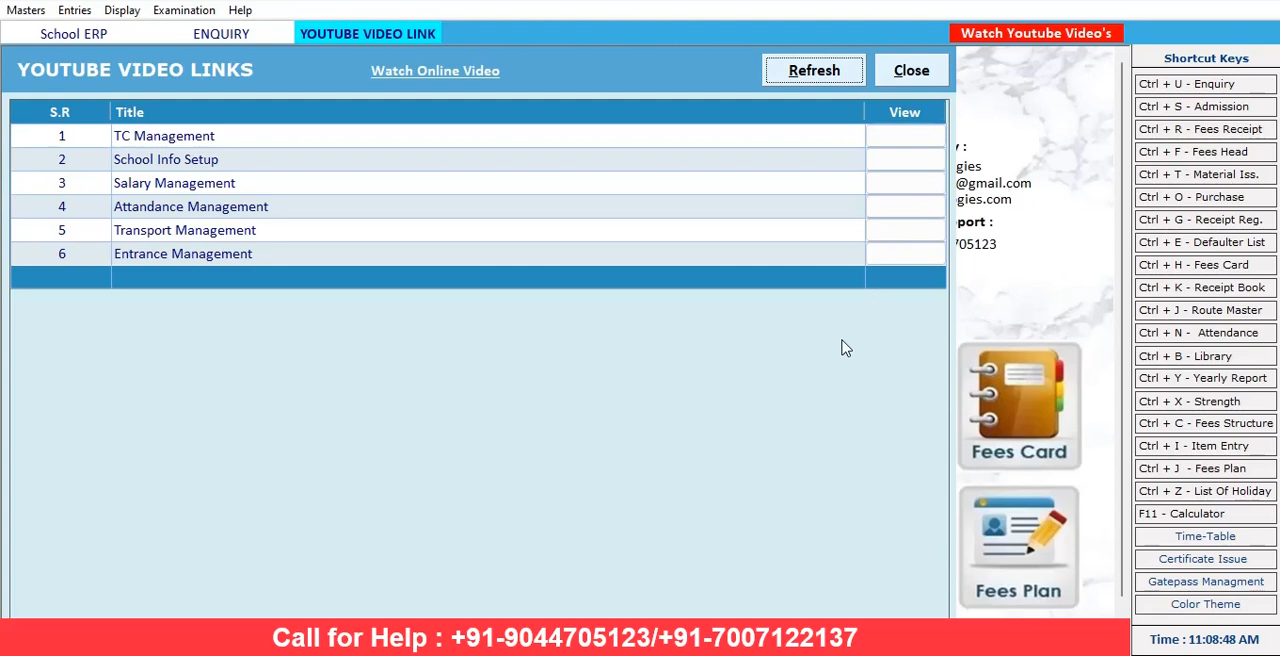 Masters Entries Display Examination Help
School ERP ENQUIRY YOUTUBE VIDEO LINK Watch Youtube Video's
YOUTUBE VIDEO LINKS Watch Online Video Refresh Close
S.R Title View
1 TC Management
2 School Info Setup
3 Salary Management
4 Attandance Management
5 Transport Management
6 Entrance Management
y :
gies
@gmail.com
gies.com
port :
705123
Fees Card
Fees Plan
Shortcut Keys
Ctrl + U - Enquiry
Ctrl + S - Admission
Ctrl + R - Fees Receipt
Ctrl + F - Fees Head
Ctrl + T - Material Iss.
Ctrl + O - Purchase
Ctrl + G - Receipt Reg.
Ctrl + E - Defaulter List
Ctrl + H - Fees Card
Ctrl + K - Receipt Book
Ctrl + J - Route Master
Ctrl + N - Attendance
Ctrl + B - Library
Ctrl + Y - Yearly Report
Ctrl + X - Strength
Ctrl + C - Fees Structure
Ctrl + I - Item Entry
Ctrl + J - Fees Plan
Ctrl + Z - List Of Holiday
F11 - Calculator
Time-Table
Certificate Issue
Gatepass Managment
Color Theme
Call for Help : +91-9044705123/+91-7007122137
Time : 11:08:48 AM